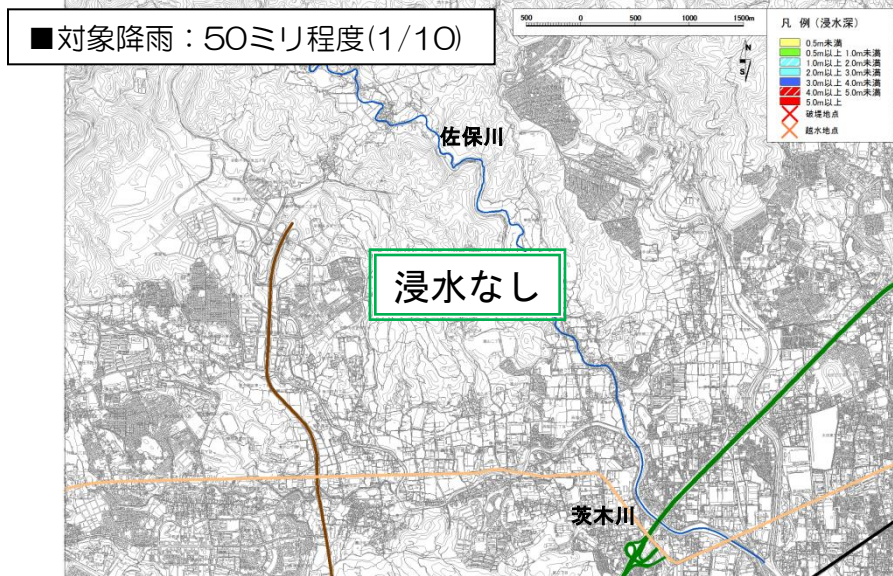 ■対象降雨：50ミリ程度(1/10)
500 0 500 1000 1500m
N
S
凡 例 (浸水深)
0.5m未満
0.5m以上 1.0m未満
1.0m以上 2.0m未満
2.0m以上 3.0m未満
3.0m以上 4.0m未満
4.0m以上 5.0m未満
5.0m以上
破堤地点
越水地点
佐保川
浸水なし
茨木川